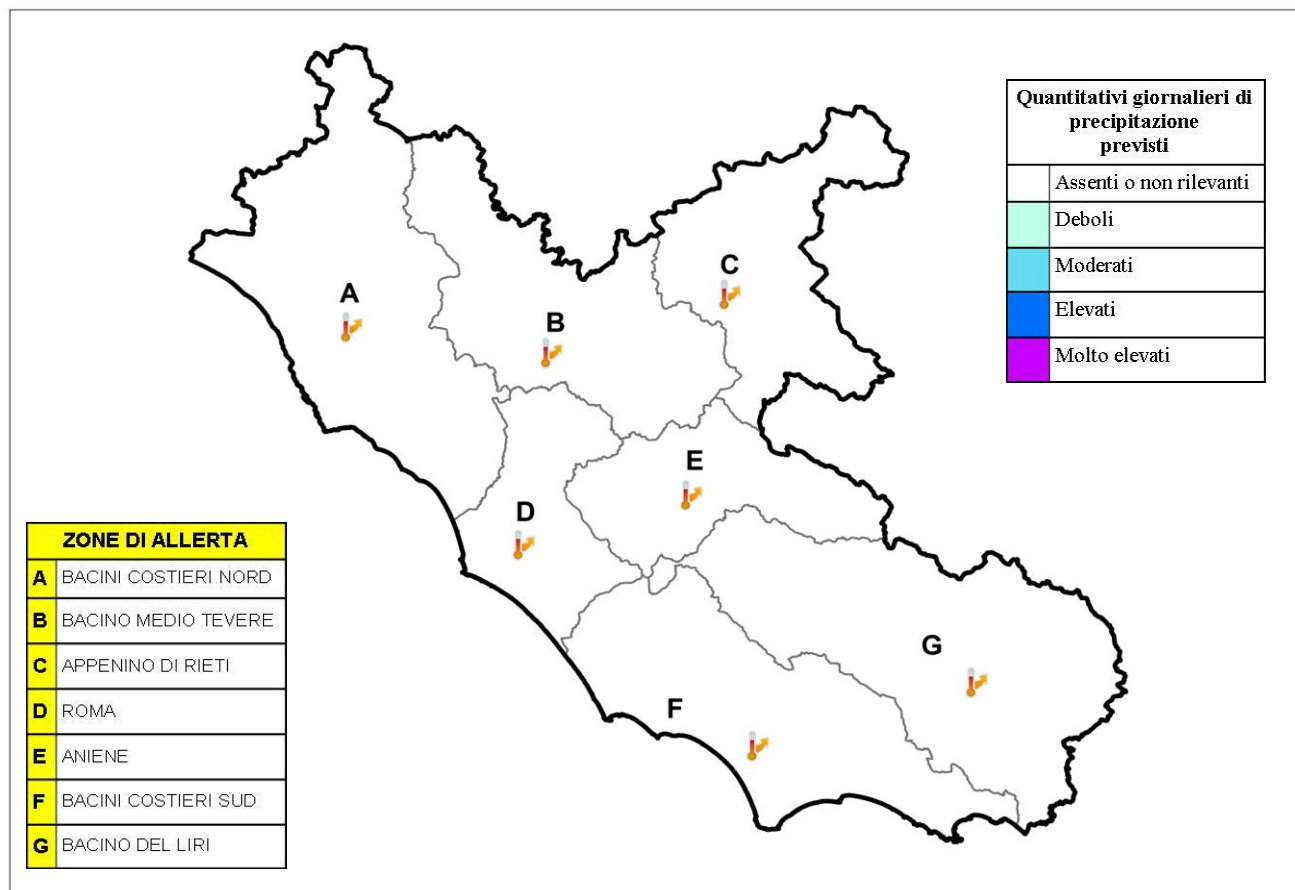 Quantitativi giornalieri di
precipitazione
previsti
Assenti o non rilevanti
Deboli
Moderati
Elevati
Molto elevati
A
B
C
D
E
F
G
ZONE DI ALLERTA
A BACINI COSTIERI NORD
B BACINO MEDIO TEVERE
C APPENINO DI RIETI
D ROMA
E ANIENE
F BACINI COSTIERI SUD
G BACINO DEL LIRI